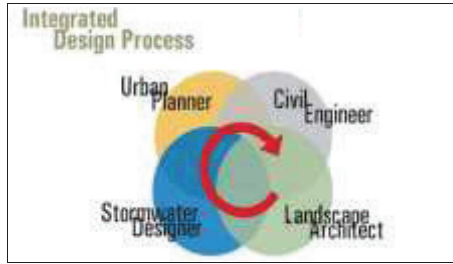 Integrated
Design Process
Urban
Planner
Civil
Engineer
Stormwater
Designer
Landscape
Architect